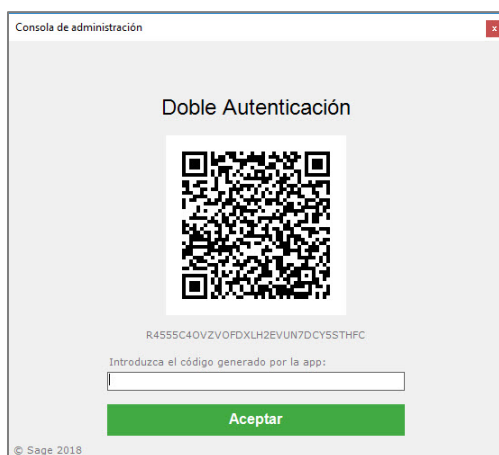 Consola de administración
x
Doble Autenticación
R4555C4OVZVOFDXLH2EVUN7DCY5STHFC
Introduzca el código generado por la app:
Aceptar
© Sage 2018